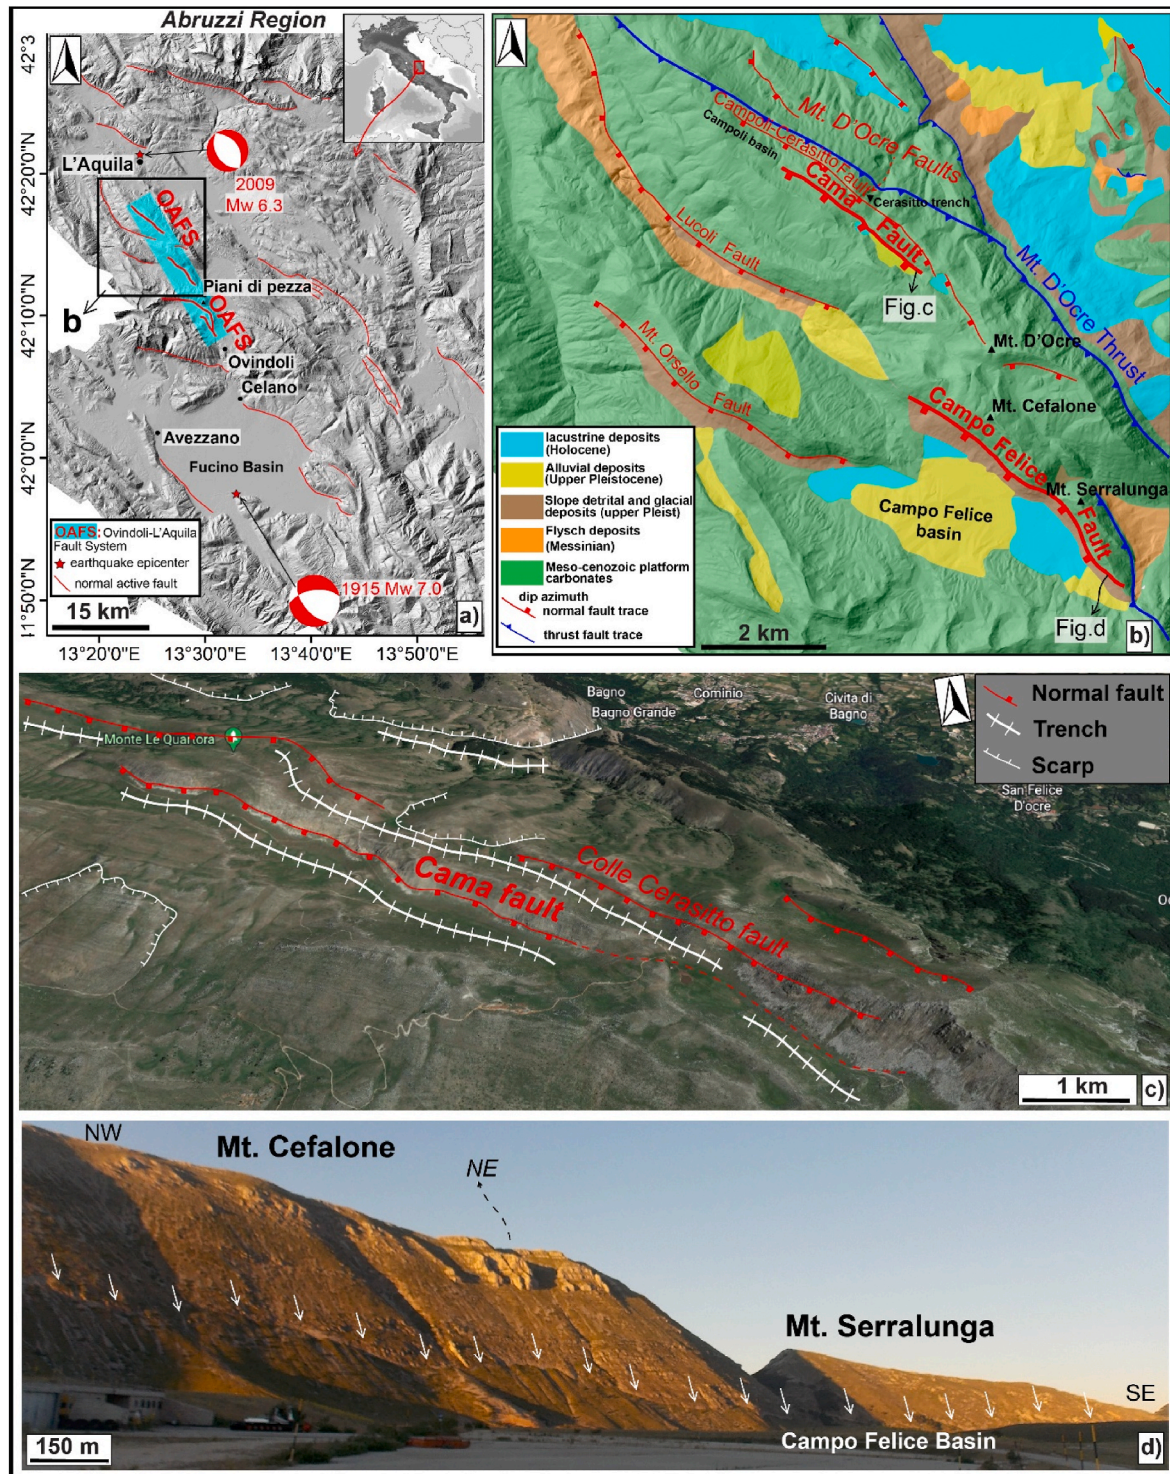 Abruzzi Region
42°3
42°20'0"N
42°10'0"N
42°0'0"N
41°50'0"N
L'Aquila
2009
Mw 6.3
OAFS
Piani di pezza
b
OAFS
Ovindoli
Celano
Avezzano
Fucino Basin
OAFS: Ovindoli-L'Aquila
Fault System
earthquake epicenter
normal active fault
15 km
1915 Mw 7.0
a)
13°20'0"E
13°30'0"E
13°40'0"E
13°50'0"E
Mt. D'Ocre Faults
Campoli-Cerasitto Fault
Campoli basin
Cama Fault
Cerasitto trench
Lucoli Fault
Fig.c
Mt. D'Ocre Thrust
Mt. D'Ocre
Mt. Orsello Fault
Mt. Cefalone
Campo Felice Fault
Mt. Serralunga
Campo Felice
basin
Fig.d
lacustrine deposits
(Holocene)
Alluvial deposits
(Upper Pleistocene)
Slope detrital and glacial
deposits (upper Pleist)
Flysch deposits
(Messinian)
Meso-cenozoic platform
carbonates
dip azimuth
normal fault trace
thrust fault trace
2 km
b)
Bagno
Bagno Grande
Cominio
Civita di
Bagno
Normal fault
Trench
Scarp
San Felice
D'ocre
Monte Le Quartora
Cama fault
Colle Cerasitto fault
1 km
c)
NW
Mt. Cefalone
NE
Mt. Serralunga
SE
150 m
Campo Felice Basin
d)